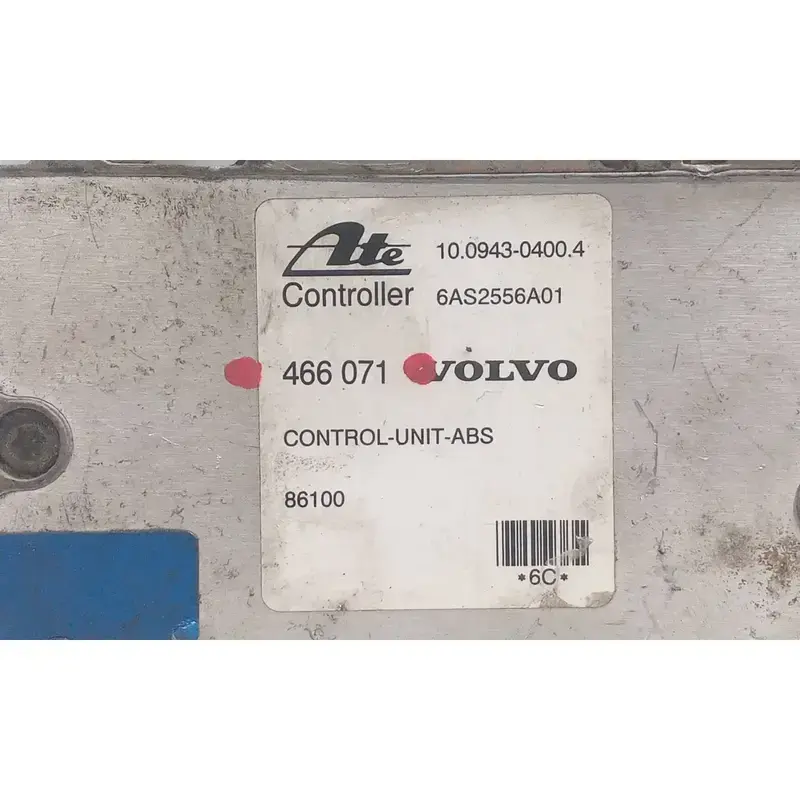 Ate 10.0943-0400.4
Controller 6AS2556A01
466 071 VOLVO
CONTROL-UNIT-ABS
86100
*6C*